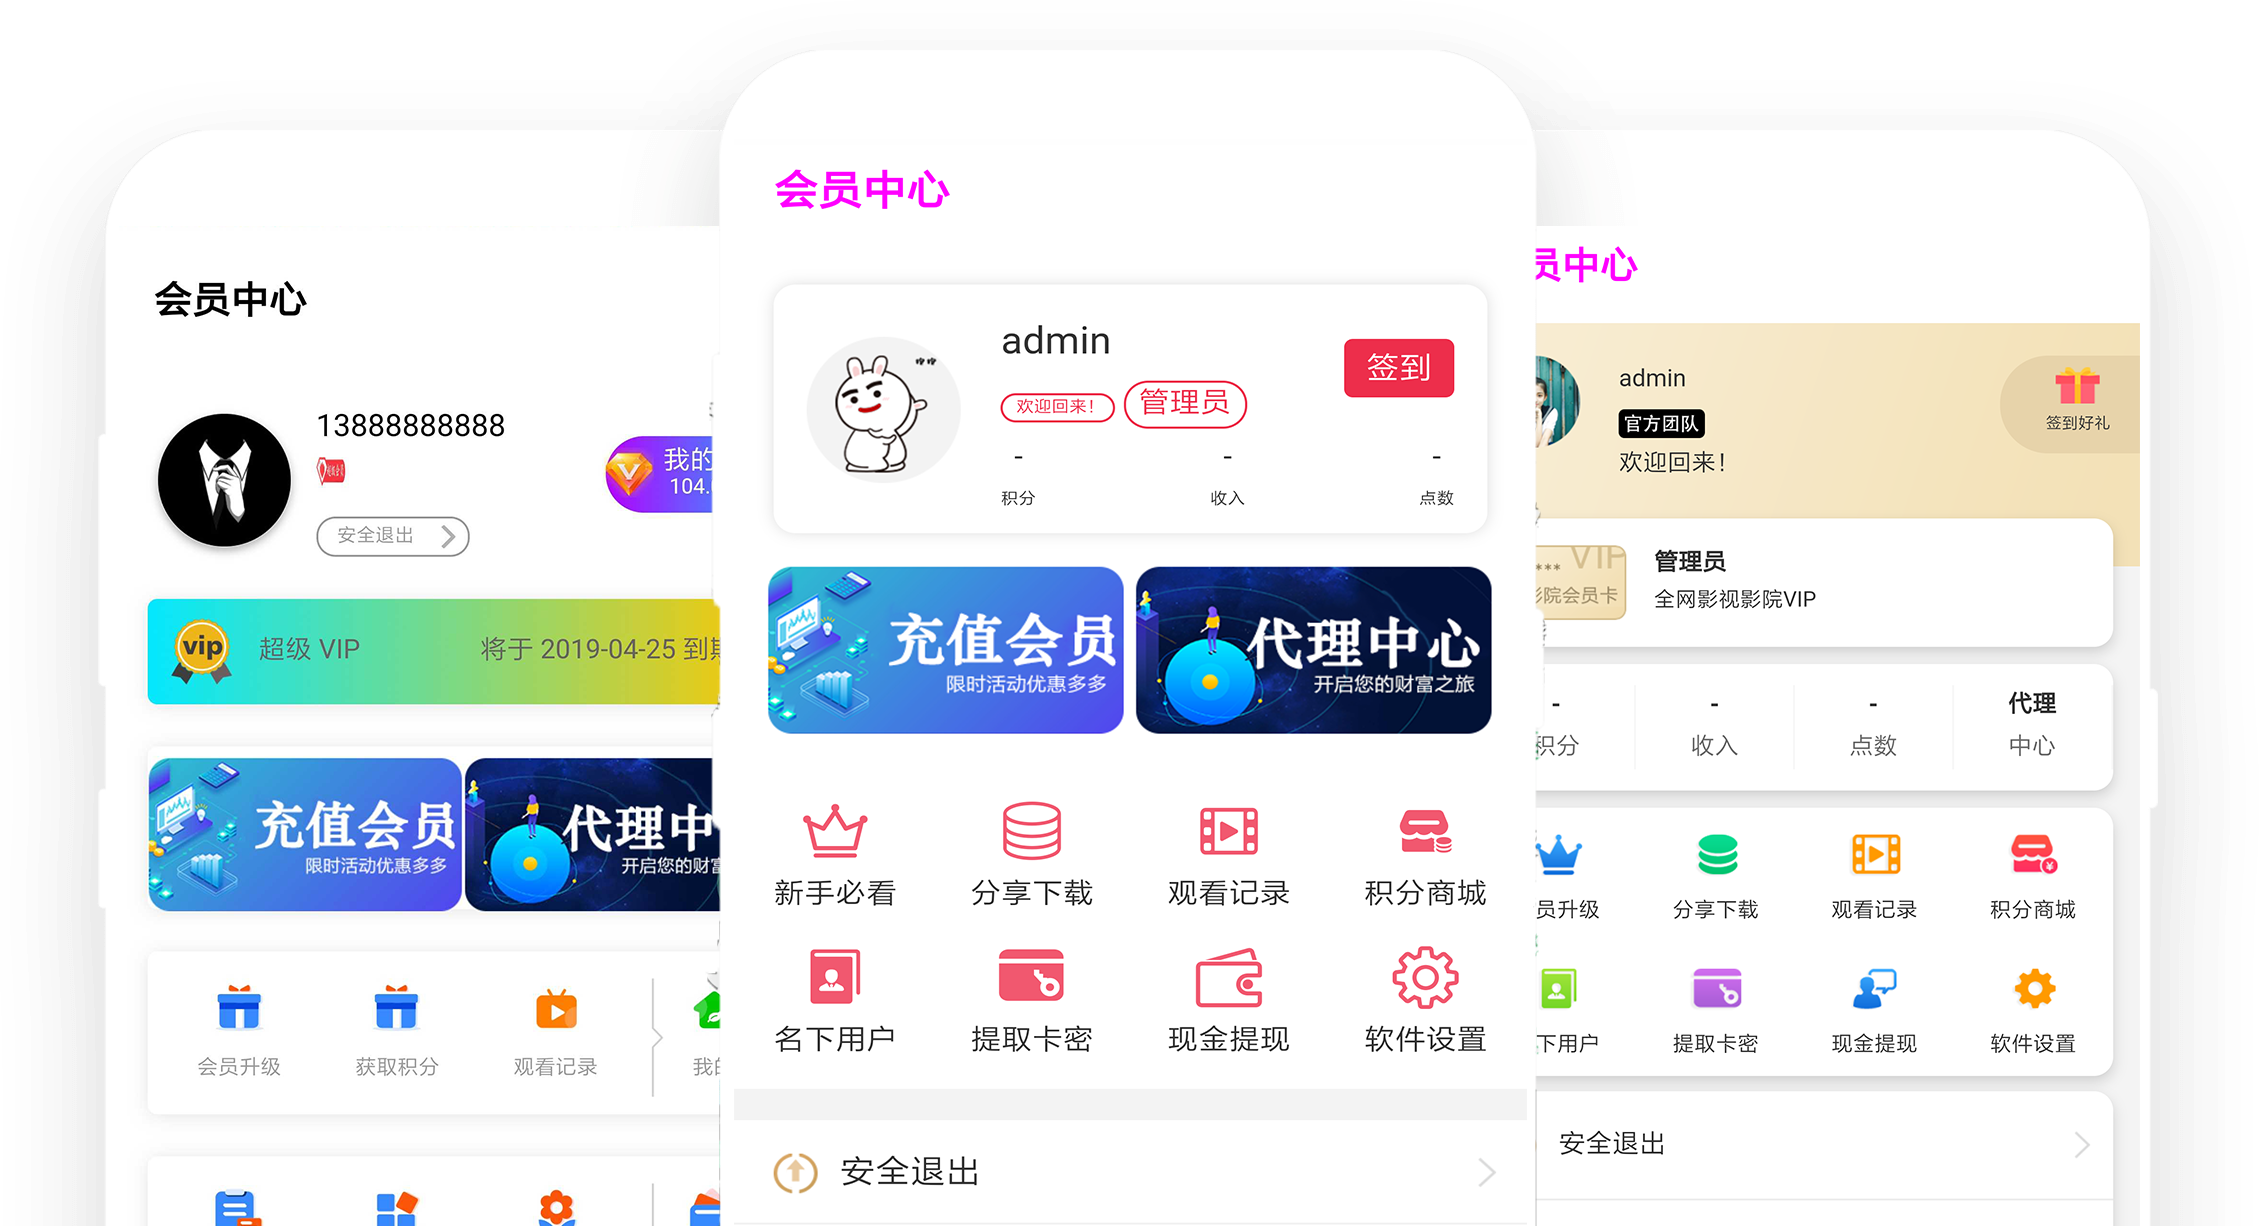 会员中心
13888888888
安全退出
我的
104.
vip
超级 VIP
将于 2019-04-25 到期
充值会员
限时活动优惠多多
代理中
开启您的财富
会员升级
获取积分
观看记录
我的
会员中心
admin
欢迎回来！
管理员
签到
-
-
-
积分
收入
点数
充值会员
限时活动优惠多多
代理中心
开启您的财富之旅
新手必看
分享下载
观看记录
积分商城
名下用户
提取卡密
现金提现
软件设置
安全退出
员中心
admin
官方团队
欢迎回来！
签到好礼
*** VIP
影院会员卡
管理员
全网影视影院VIP
-
-
-
代理
积分
收入
点数
中心
员升级
分享下载
观看记录
积分商城
下用户
提取卡密
现金提现
软件设置
安全退出